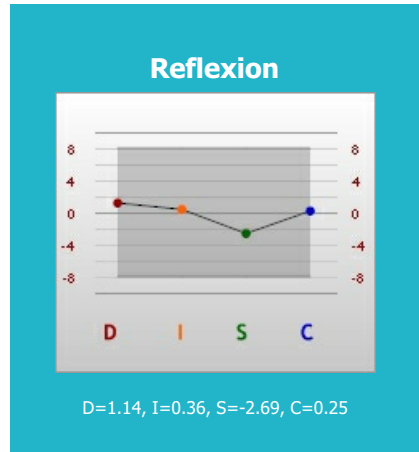 Reflexion
8 8
4 4
0 0
-4 -4
-8 -8
D I S C
D=1.14, I=0.36, S=-2.69, C=0.25